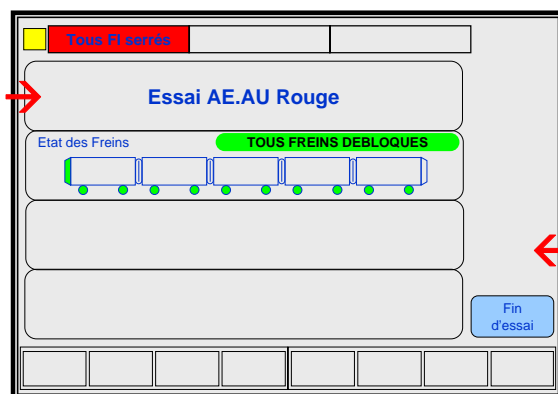 Tous FI serrés
Essai AE.AU Rouge
Etat des Freins
TOUS FREINS DEBLOQUES
Fin
d'essai